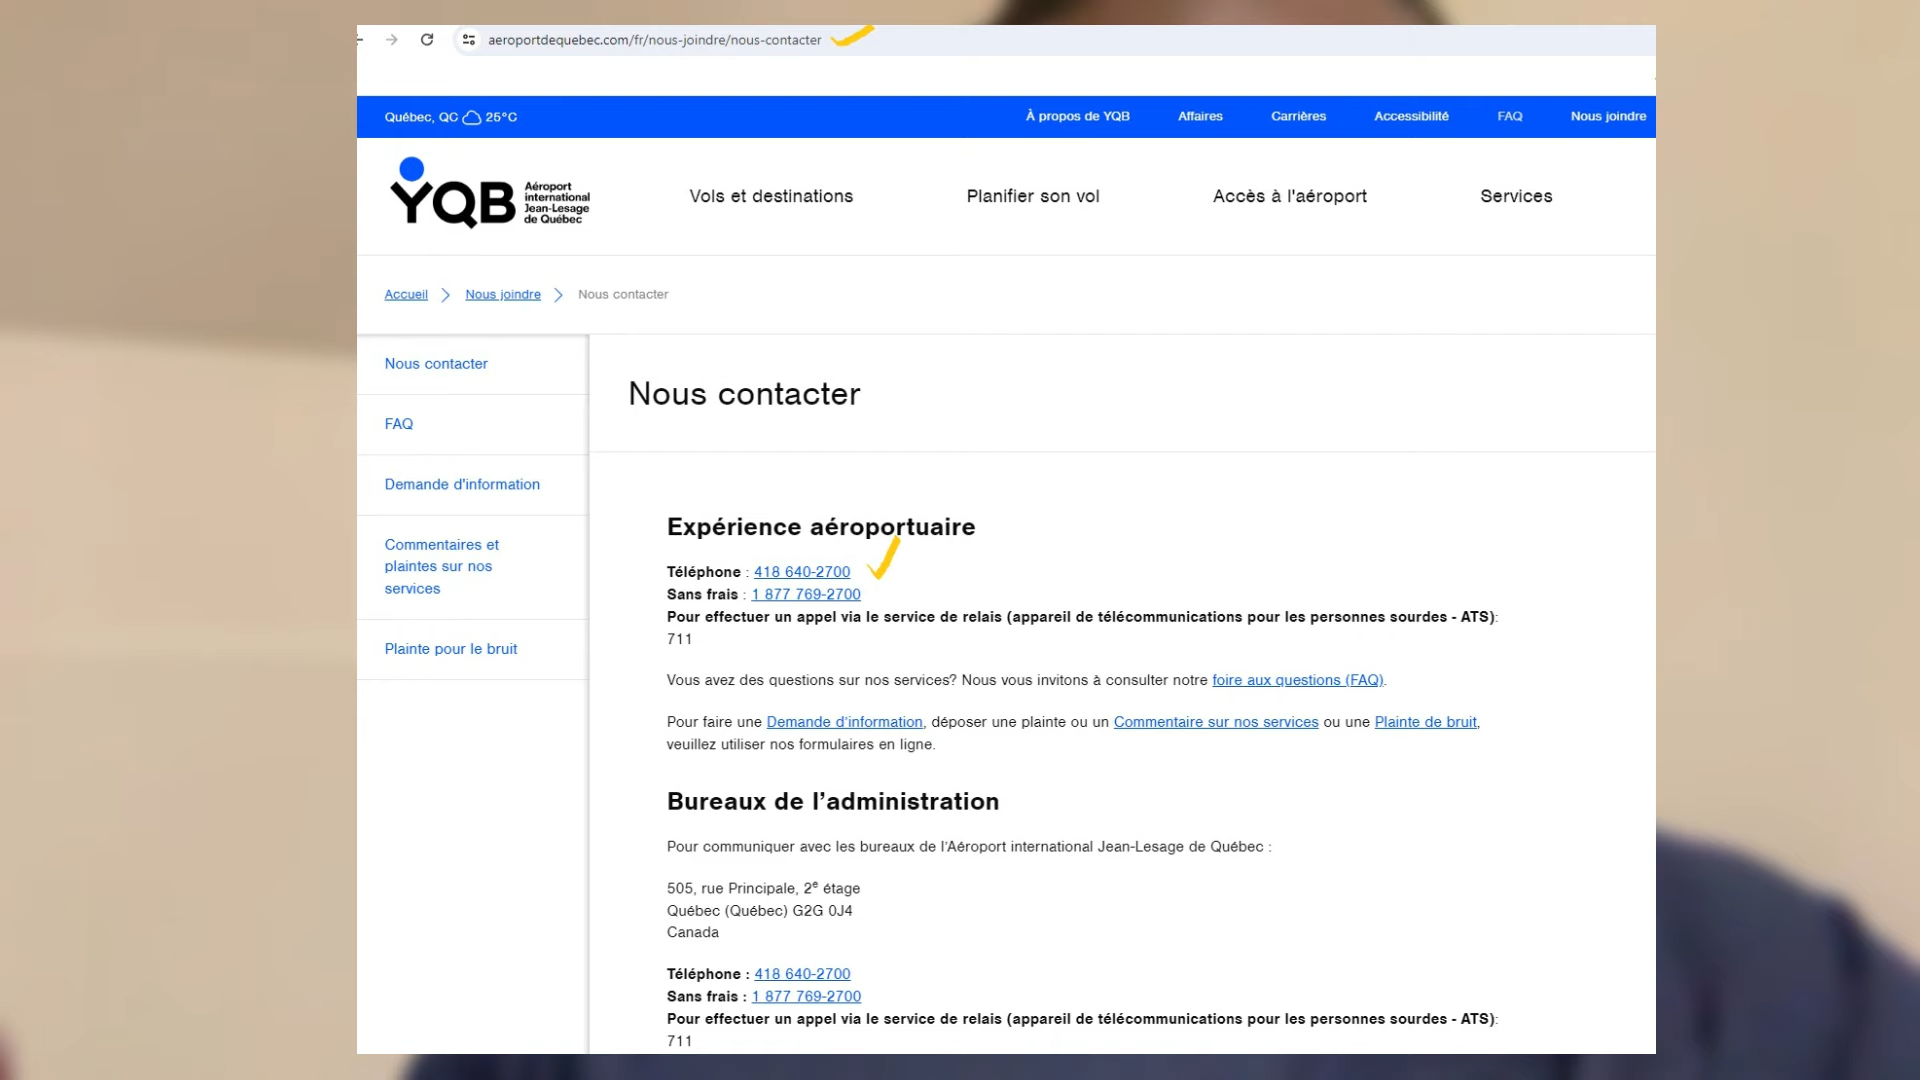 aeroportdequebec.com/fr/nous-joindre/nous-contacter
Québec, QC 25°C
À propos de YQB
Affaires
Carrières
Accessibilité
FAQ
Nous joindre
YQB
Aéroport
international
Jean-Lesage
de Québec
Vols et destinations
Planifier son vol
Accès à l'aéroport
Services
Accueil
Nous joindre
Nous contacter
Nous contacter
FAQ
Demande d'information
Commentaires et
plaintes sur nos
services
Plainte pour le bruit
Nous contacter
Expérience aéroportuaire
Téléphone : 418 640-2700
Sans frais : 1 877 769-2700
Pour effectuer un appel via le service de relais (appareil de télécommunications pour les personnes sourdes - ATS):
711
Vous avez des questions sur nos services? Nous vous invitons à consulter notre foire aux questions (FAQ).
Pour faire une Demande d'information, déposer une plainte ou un Commentaire sur nos services ou une Plainte de bruit,
veuillez utiliser nos formulaires en ligne.
Bureaux de l’administration
Pour communiquer avec les bureaux de l’Aéroport international Jean-Lesage de Québec :
505, rue Principale, 2e étage
Québec (Québec) G2G 0J4
Canada
Téléphone : 418 640-2700
Sans frais : 1 877 769-2700
Pour effectuer un appel via le service de relais (appareil de télécommunications pour les personnes sourdes - ATS):
711